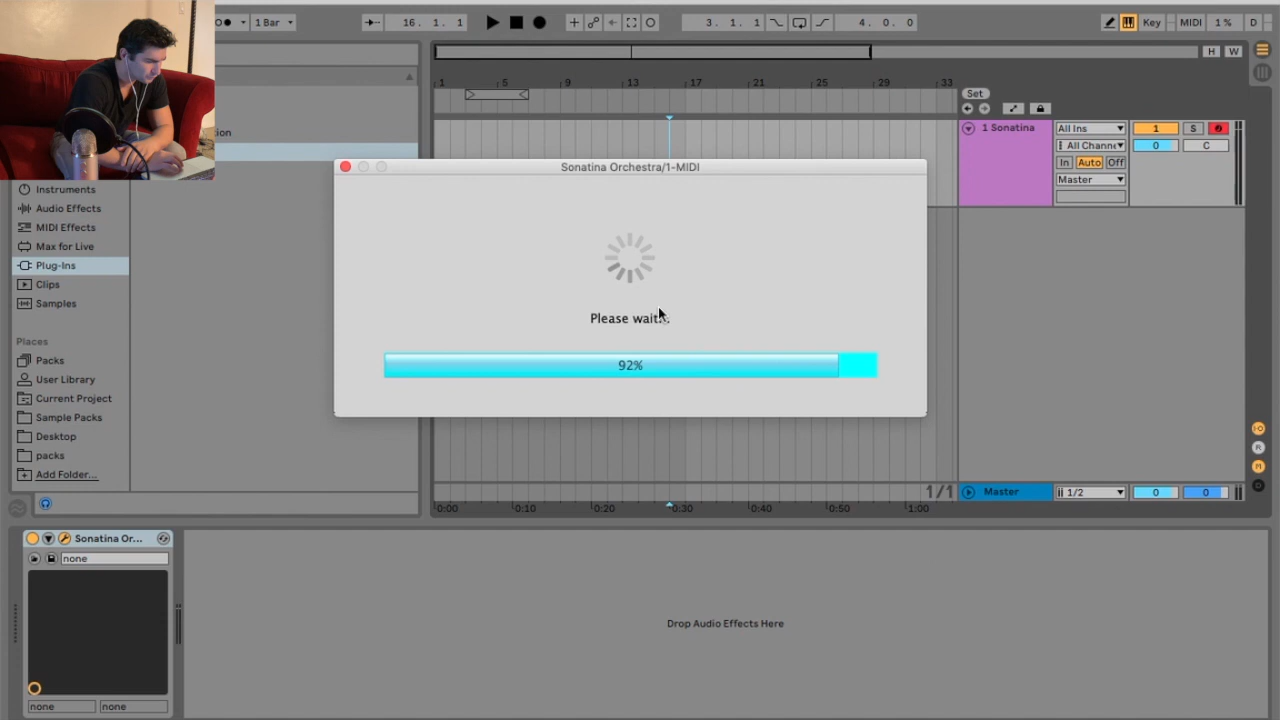 1 Bar
16. 1. 1
3. 1. 1
4. 0. 0
Key
MIDI
1 %
D
H
W
1
5
9
13
17
21
25
29
33
Set
1 Sonatina
All Ins
1
S
All Channe
0
C
In
Auto
Off
Master
Sonatina Orchestra/1-MIDI
Please wait
92%
Instruments
Audio Effects
MIDI Effects
Max for Live
Plug-Ins
Clips
Samples
Places
Packs
User Library
Current Project
Sample Packs
Desktop
packs
Add Folder...
1/1
Master
1/2
0
0
0:00
0:10
0:20
0:30
0:40
0:50
1:00
I-O
R
M
D
Sonatina Or...
none
none
none
Drop Audio Effects Here